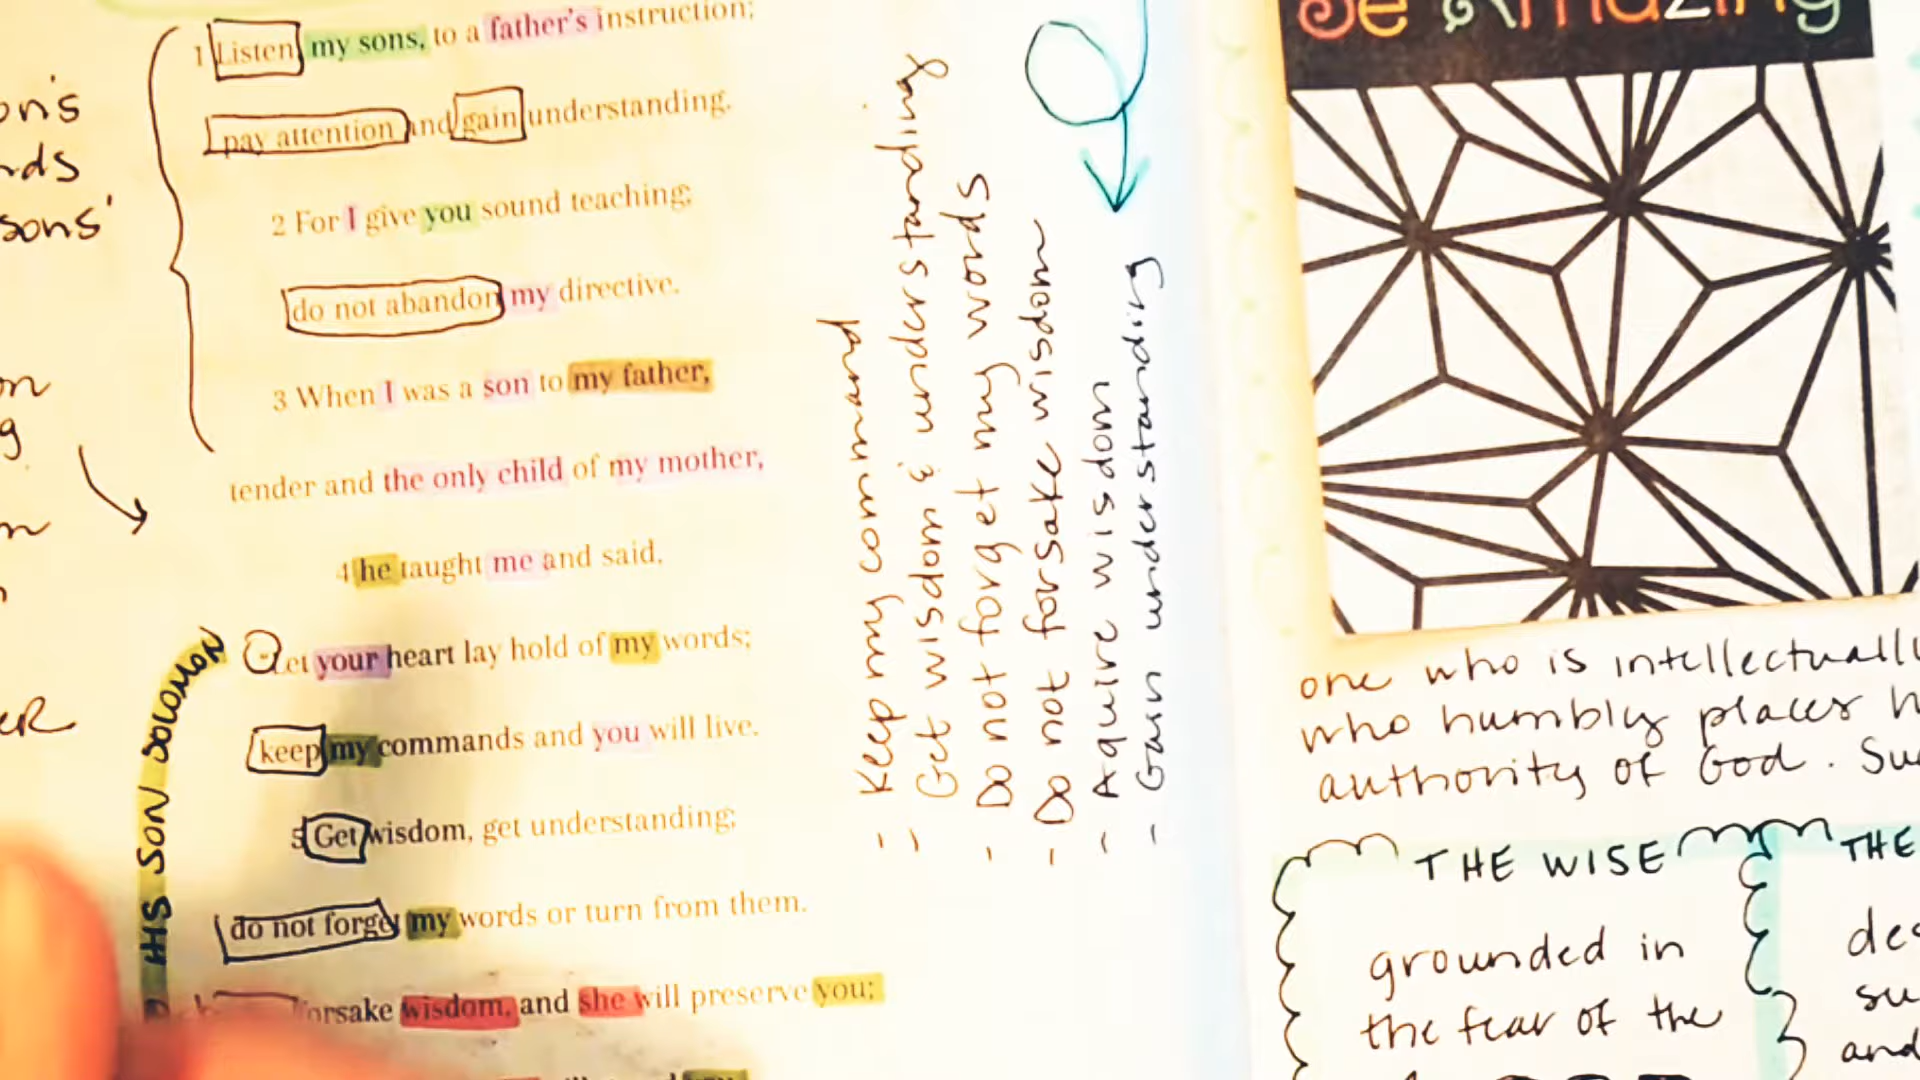 on's
sons'
1 Listen, my sons, to a father's instruction;
pay attention and gain understanding.
2 For I give you sound teaching;
do not abandon my directive.
3 When I was a son to my father,
tender and the only child of my mother,
4 he taught me and said,
Let your heart lay hold of my words;
keep my commands and you will live.
5 Get wisdom, get understanding;
do not forget my words or turn from them.
forsake wisdom, and she will preserve you;
HIS SON SOLOMON
- Keep my command
- Get wisdom & understanding
- Do not forget my words
- Do not forsake wisdom
- Aquire wisdom
- Gain understanding
Be Amazing
one who is intellectually
who humbly places
authority of God.
THE WISE
grounded in
the fear of the
THE
and